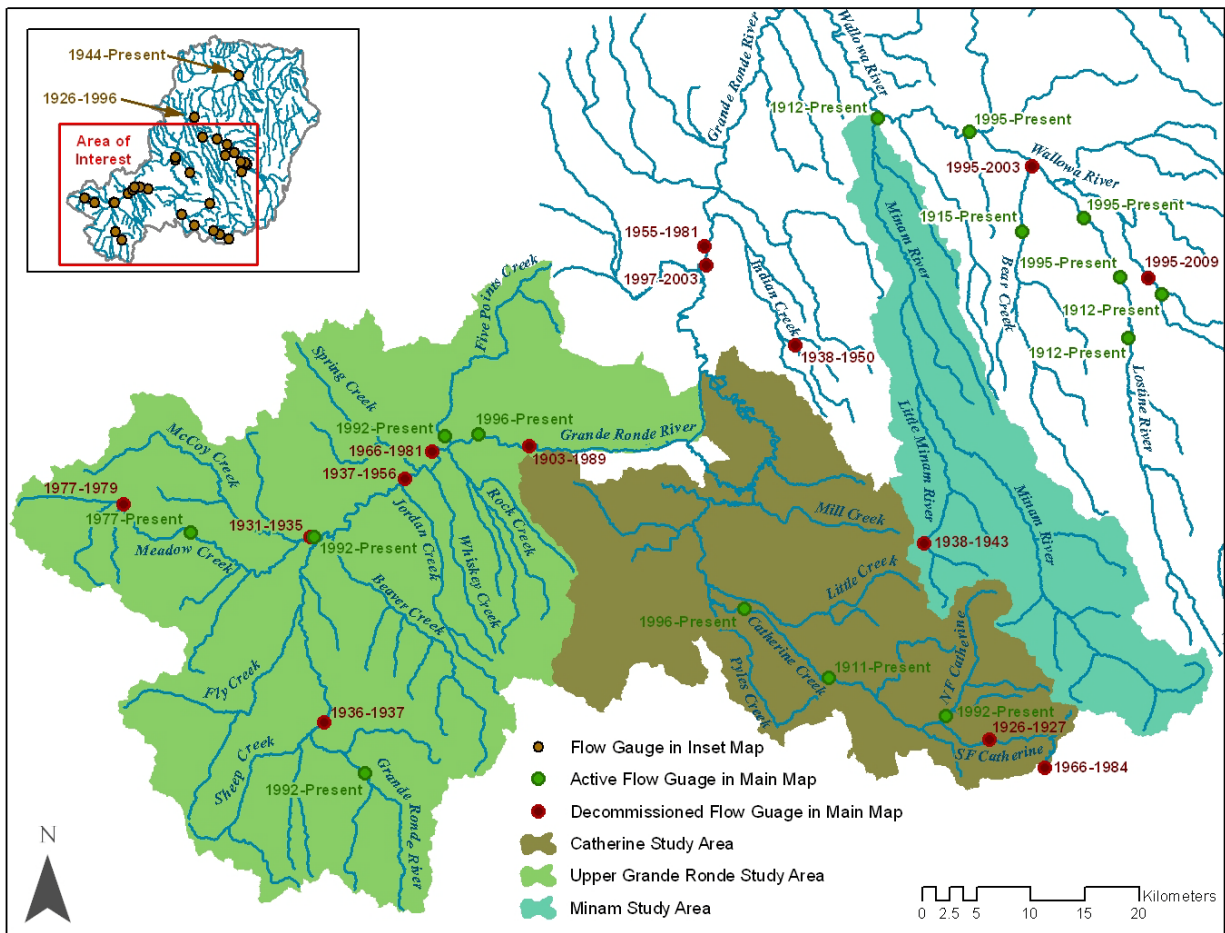 1944-Present
1926-1996
Area of
Interest
Wallowa River
Grande Ronde River
1912-Present
1995-Present
Wallowa River
1995-2003
1915-Present
1995-Present
Minam River
1955-1981
1997-2003
Indian Creek
Bear Creek
1995-Present
1995-2009
1912-Present
1912-Present
1938-1950
Lostine River
Five Points Creek
Spring Creek
1992-Present
1996-Present
Grande Ronde River
1966-1981
1903-1989
1937-1956
McCoy Creek
1977-1979
1977-Present
Meadow Creek
1931-1935
1992-Present
Jordan Creek
Whiskey Creek
Rock Creek
Beaver Creek
Mill Creek
Little Minam River
Minam River
1938-1943
Little Creek
1996-Present
Catherine Creek
Pyles Creek
1911-Present
NF Catherine
1992-Present
1926-1927
SF Catherine
1966-1984
Fly Creek
1936-1937
Sheep Creek
1992-Present
Grande Ronde River
Flow Gauge in Inset Map
Active Flow Guage in Main Map
Decommissioned Flow Guage in Main Map
Catherine Study Area
Upper Grande Ronde Study Area
Minam Study Area
N
Kilometers
0 2.5 5 10 15 20